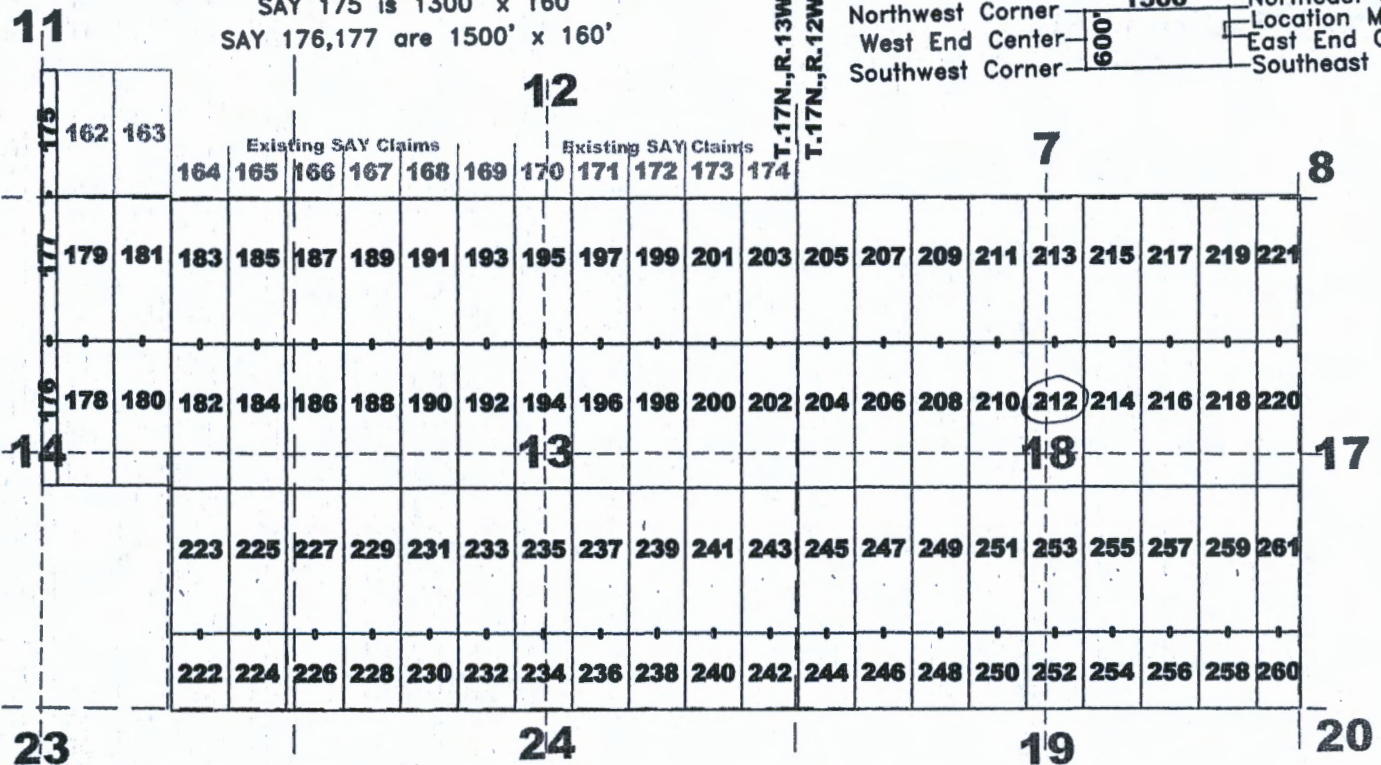 SAY 175 is 1300' x 160'
SAY 176,177 are 1500' x 160'
T.17N.,R.13W
T.17N.,R.12W
1500'
600'
Northwest Corner
West End Center
Southwest Corner
Location
East End
Southeast
11
12
7
8
175 162 163
Existing SAY Claims
Existing SAY Claims
164 165 166 167 168 169 170 171 172 173 174
177 179 181 183 185 187 189 191 193 195 197 199 201 203 205 207 209 211 213 215 217 219 221
176 178 180 182 184 186 188 190 192 194 196 198 200 202 204 206 208 210 212 214 216 218 220
14
13
18
17
223 225 227 229 231 233 235 237 239 241 243 245 247 249 251 253 255 257 259 261
222 224 226 228 230 232 234 236 238 240 242 244 246 248 250 252 254 256 258 260
23
24
19
20